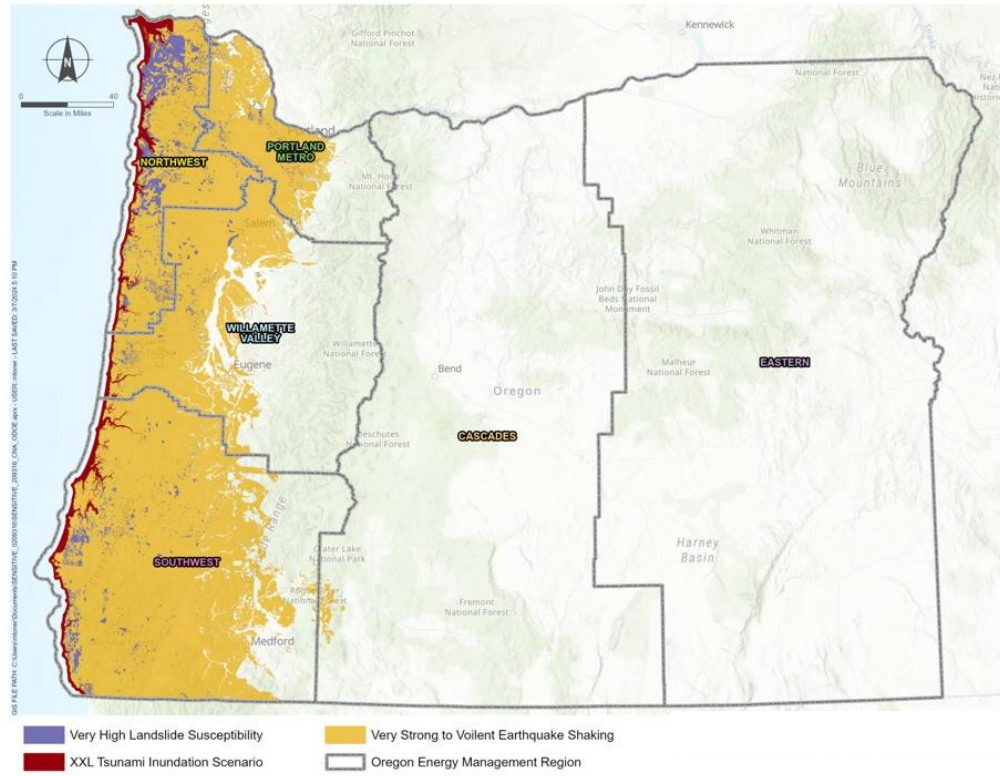 Kennewick
Gifford Pinchot
National Forest
N
0
40
Scale in Miles
Portland
PORTLAND
METRO
NORTHWEST
Mt. Hood
National Forest
Blue
Mountains
Whitman
National Forest
Salem
John Day Fossil
Beds National
Monument
WILLAMETTE
VALLEY
Willamette
National Forest
Eugene
Bend
Oregon
Malheur
National Forest
EASTERN
CASCADES
Deschutes
National Forest
Range
Crater Lake
National Park
Harney
Basin
SOUTHWEST
National Forest
Fremont
National Forest
Medford
Very High Landslide Susceptibility
Very Strong to Voilent Earthquake Shaking
XXL Tsunami Inundation Scenario
Oregon Energy Management Region